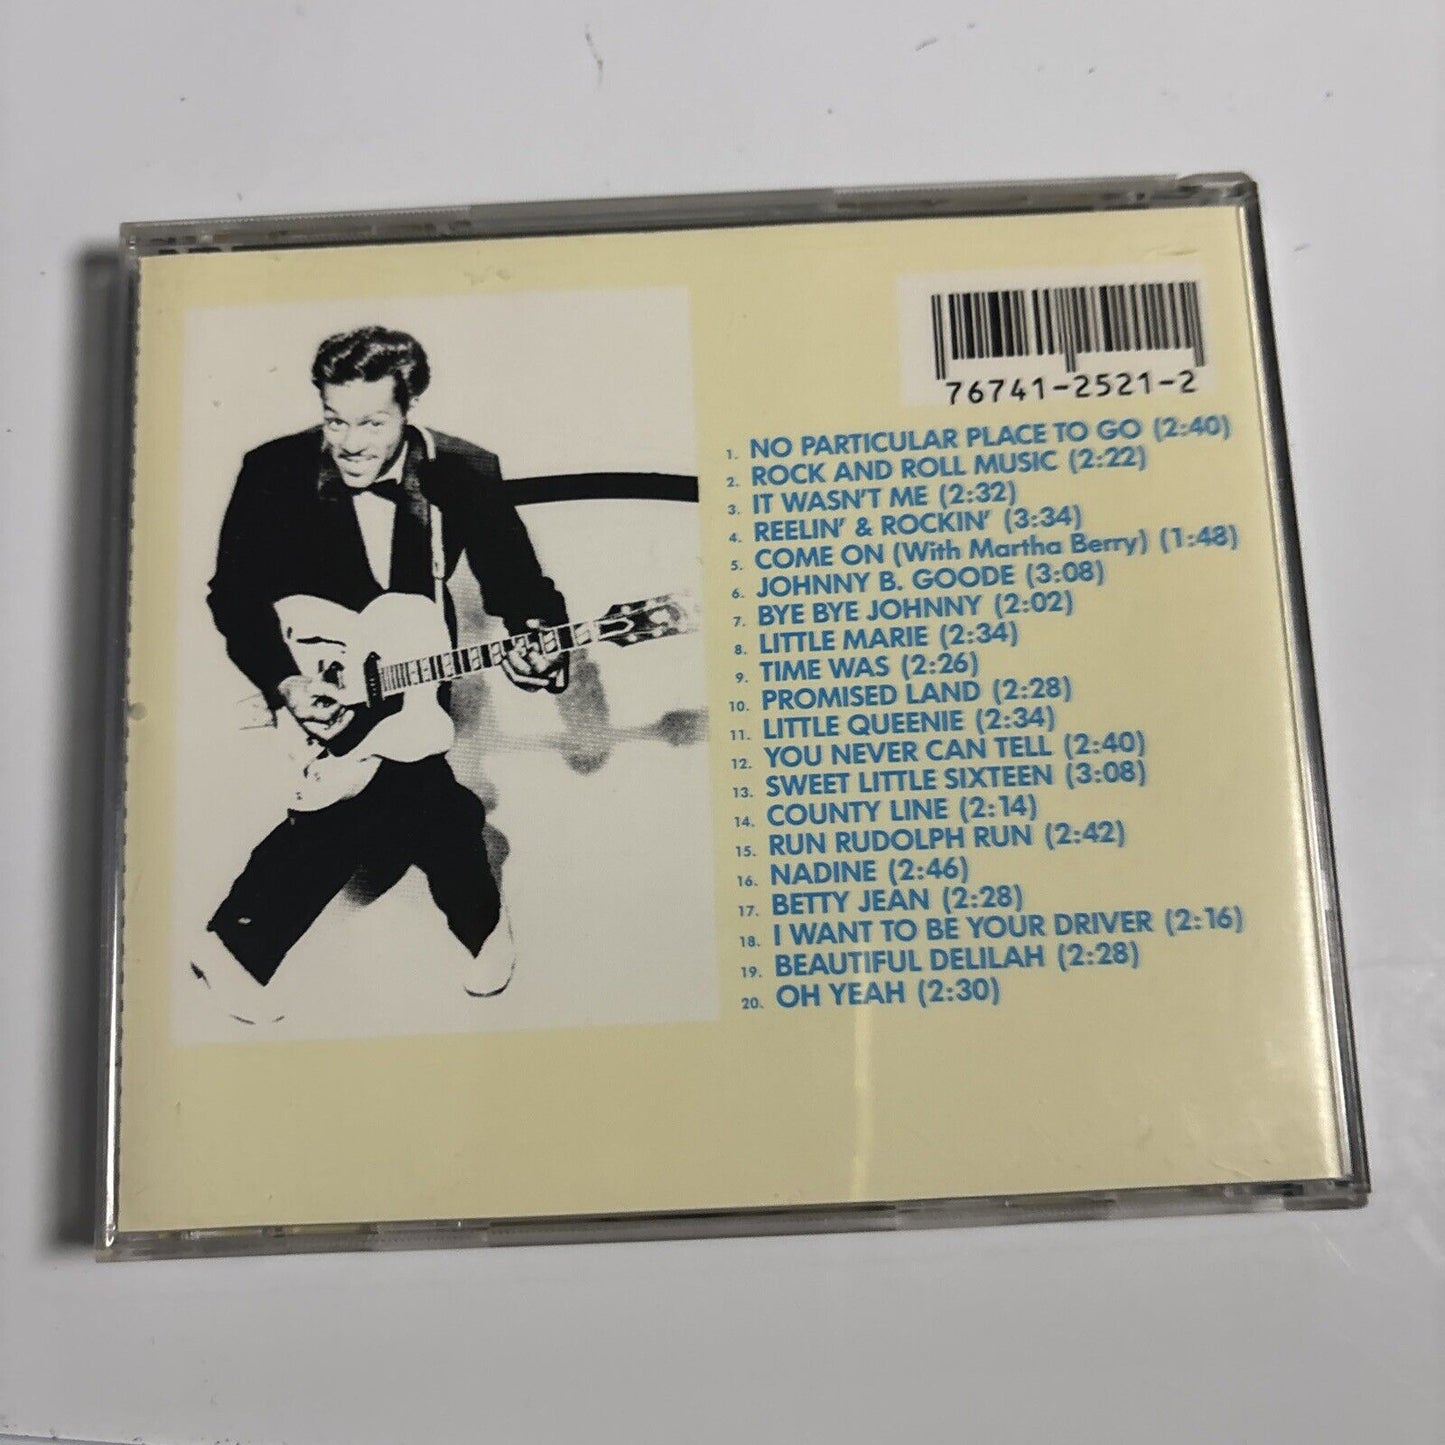 76741-2521-2
1. NO PARTICULAR PLACE TO GO (2:40)
2. ROCK AND ROLL MUSIC (2:22)
3. IT WASN'T ME (2:32)
4. REELIN' & ROCKIN' (3:34)
5. COME ON (With Martha Berry) (1:48)
6. JOHNNY B. GOODE (3:08)
7. BYE BYE JOHNNY (2:02)
8. LITTLE MARIE (2:34)
9. TIME WAS (2:26)
10. PROMISED LAND (2:28)
11. LITTLE QUEENIE (2:34)
12. YOU NEVER CAN TELL (2:40)
13. SWEET LITTLE SIXTEEN (3:08)
14. COUNTY LINE (2:14)
15. RUN RUDOLPH RUN (2:42)
16. NADINE (2:46)
17. BETTY JEAN (2:28)
18. I WANT TO BE YOUR DRIVER (2:16)
19. BEAUTIFUL DELILAH (2:28)
20. OH YEAH (2:30)